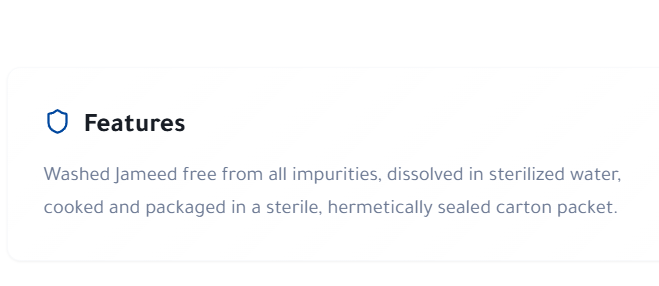 Features
Washed Jameed free from all impurities, dissolved in sterilized water,
cooked and packaged in a sterile, hermetically sealed carton packet.